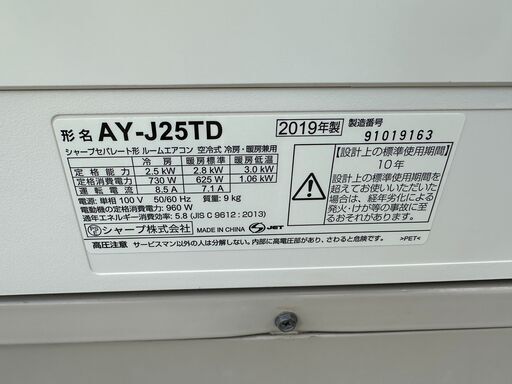 形名 AY-J25TD
2019年製
製造番号
91019163
シャープセパレート形 ルームエアコン 空冷式 冷房・暖房兼用
冷房 暖房標準 暖房低温
定格能力 2.5 kW 2.8 kW 3.0 kW
定格消費電力 730 W 625 W 1.06 kW
運転電流 8.5 A 7.1 A
電源: 単相 100 V 50/60 Hz 質量: 9 kg
電動機の定格消費電力: 960 W
通年エネルギー消費効率: 5.8 (JIS C 9612 : 2013)
シャープ株式会社 MADE IN CHINA S JET
【設計上の標準使用期間】
10年
設計上の標準使用期間を
超えてお使いいただいた
場合は、経年劣化による
発火・けが等の事故に至
るおそれがあります。
高圧注意 サービスマン以外の人は分解しない。内部に高電圧部があり、さわると危険です。
>PET<